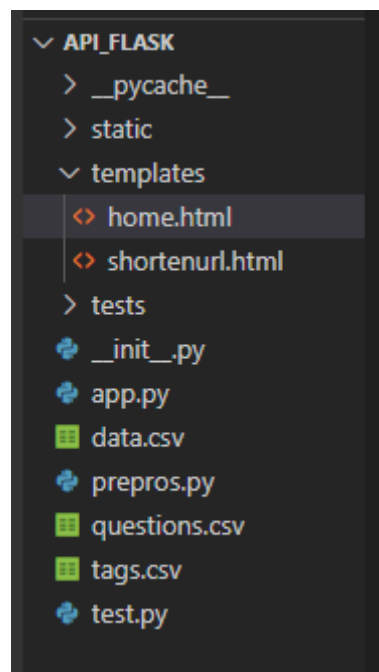 API_FLASK
__pycache__
static
templates
home.html
shortenurl.html
tests
__init__.py
app.py
data.csv
prepros.py
questions.csv
tags.csv
test.py